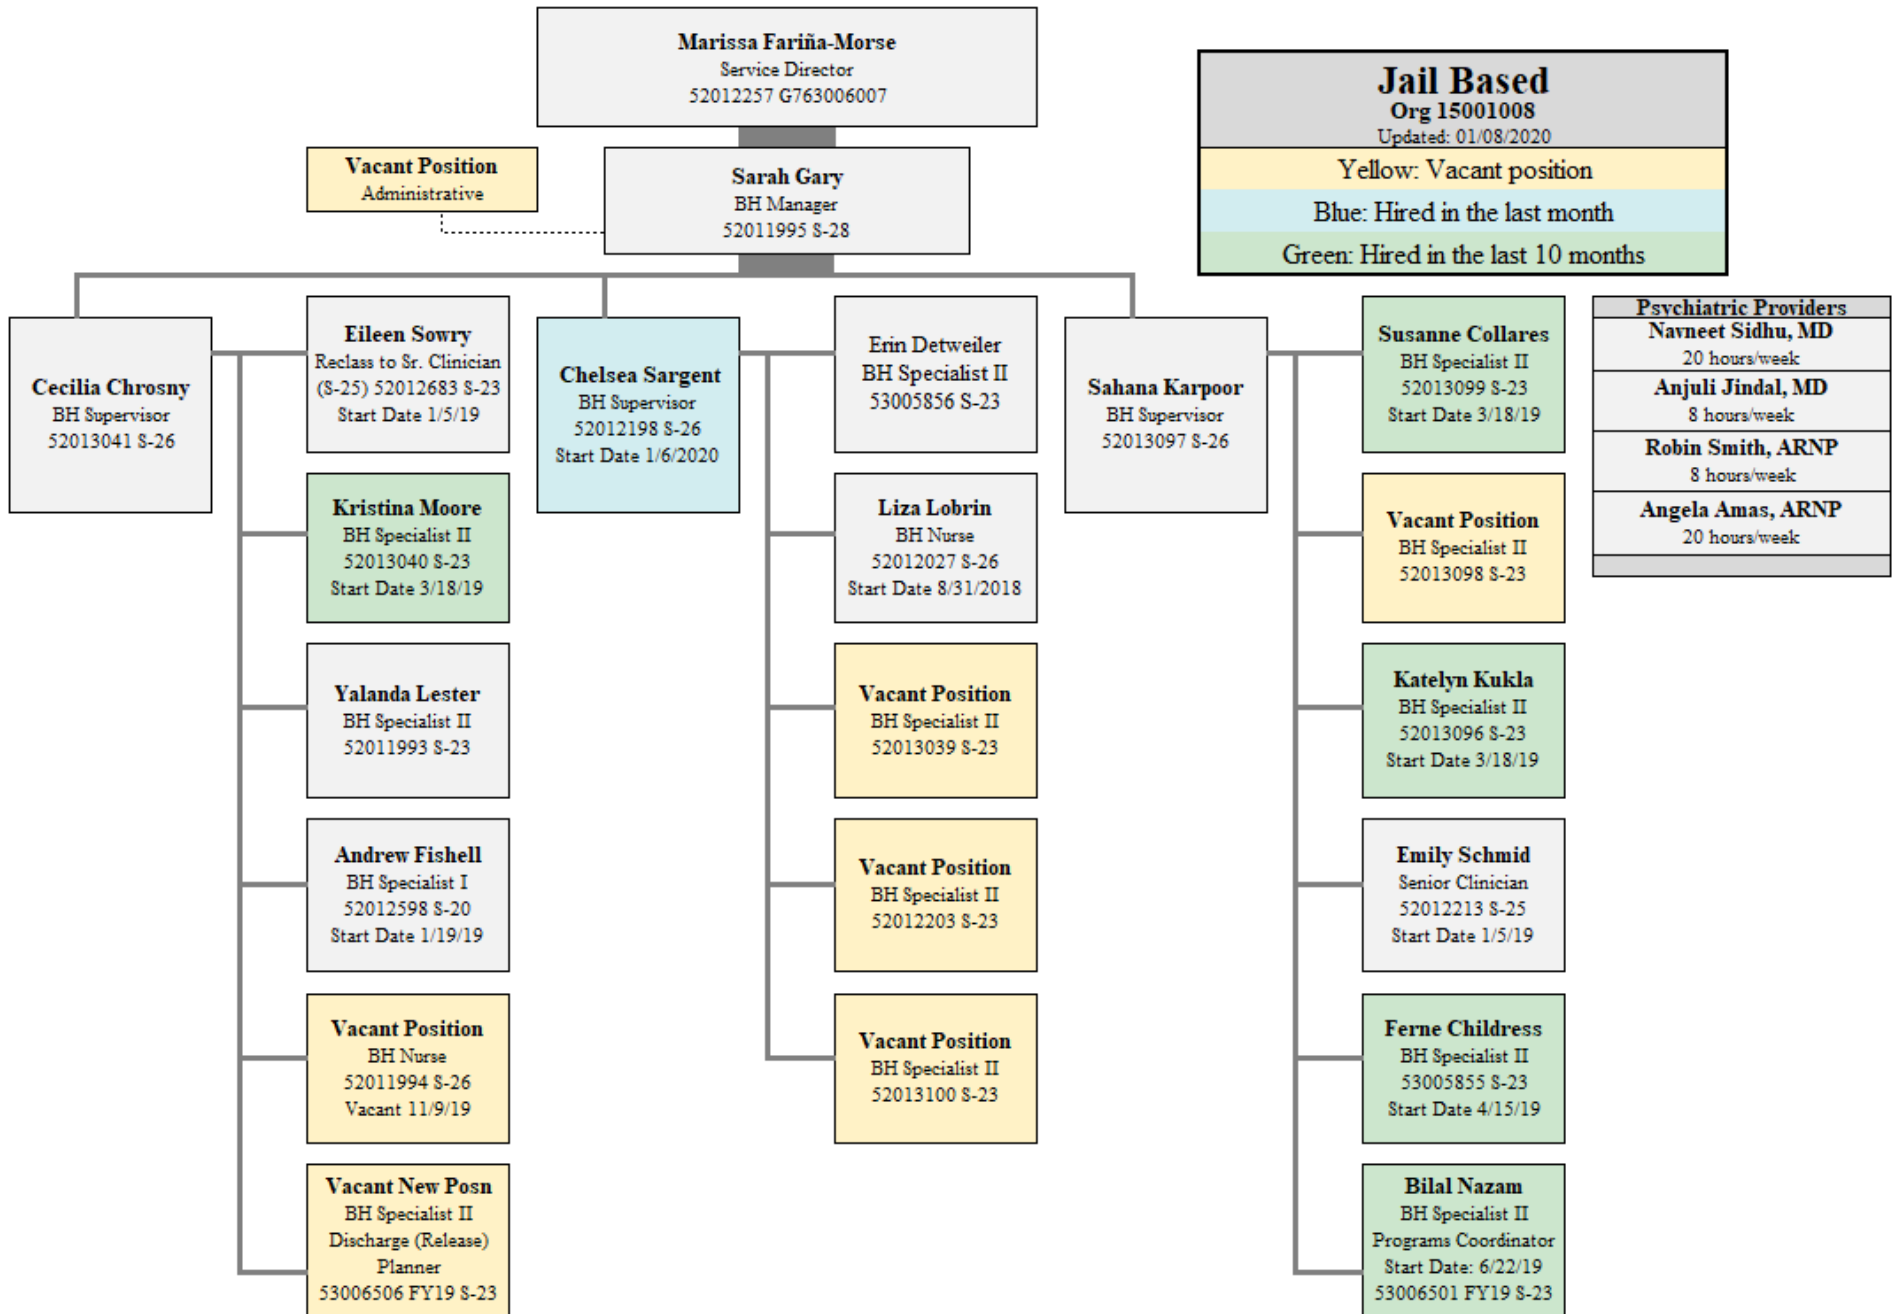 Marissa Fariña-Morse
Service Director
52012257 G763006007
Jail Based
Org 15001008
Updated: 01/08/2020
Yellow: Vacant position
Blue: Hired in the last month
Green: Hired in the last 10 months
Vacant Position
Administrative
Sarah Gary
BH Manager
52011995 S-28
Cecilia Chrosny
BH Supervisor
52013041 S-26
Eileen Sowry
Reclass to Sr. Clinician
(S-25) 52012683 S-23
Start Date 1/5/19
Kristina Moore
BH Specialist II
52013040 S-23
Start Date 3/18/19
Yalanda Lester
BH Specialist II
52011993 S-23
Andrew Fishell
BH Specialist I
52012598 S-20
Start Date 1/19/19
Vacant Position
BH Nurse
52011994 S-26
Vacant 11/9/19
Vacant New Posn
BH Specialist II
Discharge (Release)
Planner
53006506 FY19 S-23
Chelsea Sargent
BH Supervisor
52012198 S-26
Start Date 1/6/2020
Erin Detweiler
BH Specialist II
53005856 S-23
Liza Lobrin
BH Nurse
52012027 S-26
Start Date 8/31/2018
Vacant Position
BH Specialist II
52013039 S-23
Vacant Position
BH Specialist II
52012203 S-23
Vacant Position
BH Specialist II
52013100 S-23
Sahana Karpoor
BH Supervisor
52013097 S-26
Susanne Collares
BH Specialist II
52013099 S-23
Start Date 3/18/19
Vacant Position
BH Specialist II
52013098 S-23
Katelyn Kukla
BH Specialist II
52013096 S-23
Start Date 3/18/19
Emily Schmid
Senior Clinician
52012213 S-25
Start Date 1/5/19
Ferne Childress
BH Specialist II
53005855 S-23
Start Date 4/15/19
Bilal Nazam
BH Specialist II
Programs Coordinator
Start Date: 6/22/19
53006501 FY19 S-23
Psychiatric Providers
Navneet Sidhu, MD
20 hours/week
Anjuli Jindal, MD
8 hours/week
Robin Smith, ARNP
8 hours/week
Angela Amas, ARNP
20 hours/week